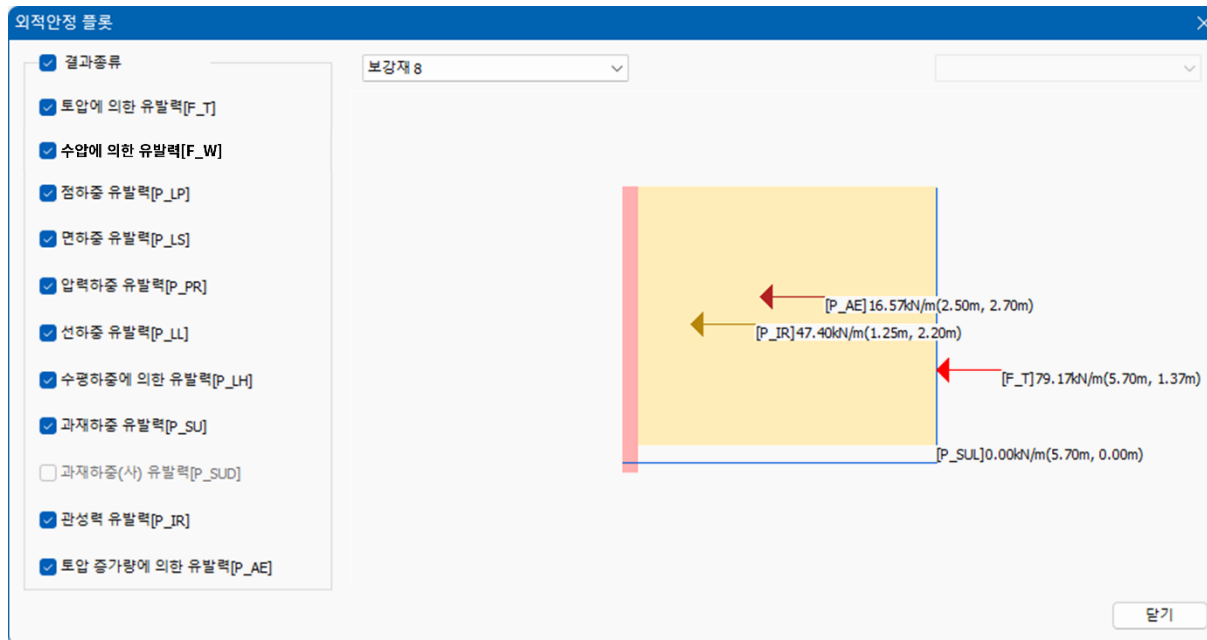 외적안정 플롯
결과종류
보강재 8
토압에 의한 유발력[F_T]
수압에 의한 유발력[F_W]
점하중 유발력[P_LP]
면하중 유발력[P_LS]
압력하중 유발력[P_PR]
선하중 유발력[P_LL]
수평하중에 의한 유발력[P_LH]
과재하중 유발력[P_SU]
과재하중(사) 유발력[P_SUD]
관성력 유발력[P_IR]
토압 증가량에 의한 유발력[P_AE]
[P_AE]16.57kN/m(2.50m, 2.70m)
[P_IR]47.40kN/m(1.25m, 2.20m)
[F_T]79.17kN/m(5.70m, 1.37m)
[P_SUL]0.00kN/m(5.70m, 0.00m)
닫기